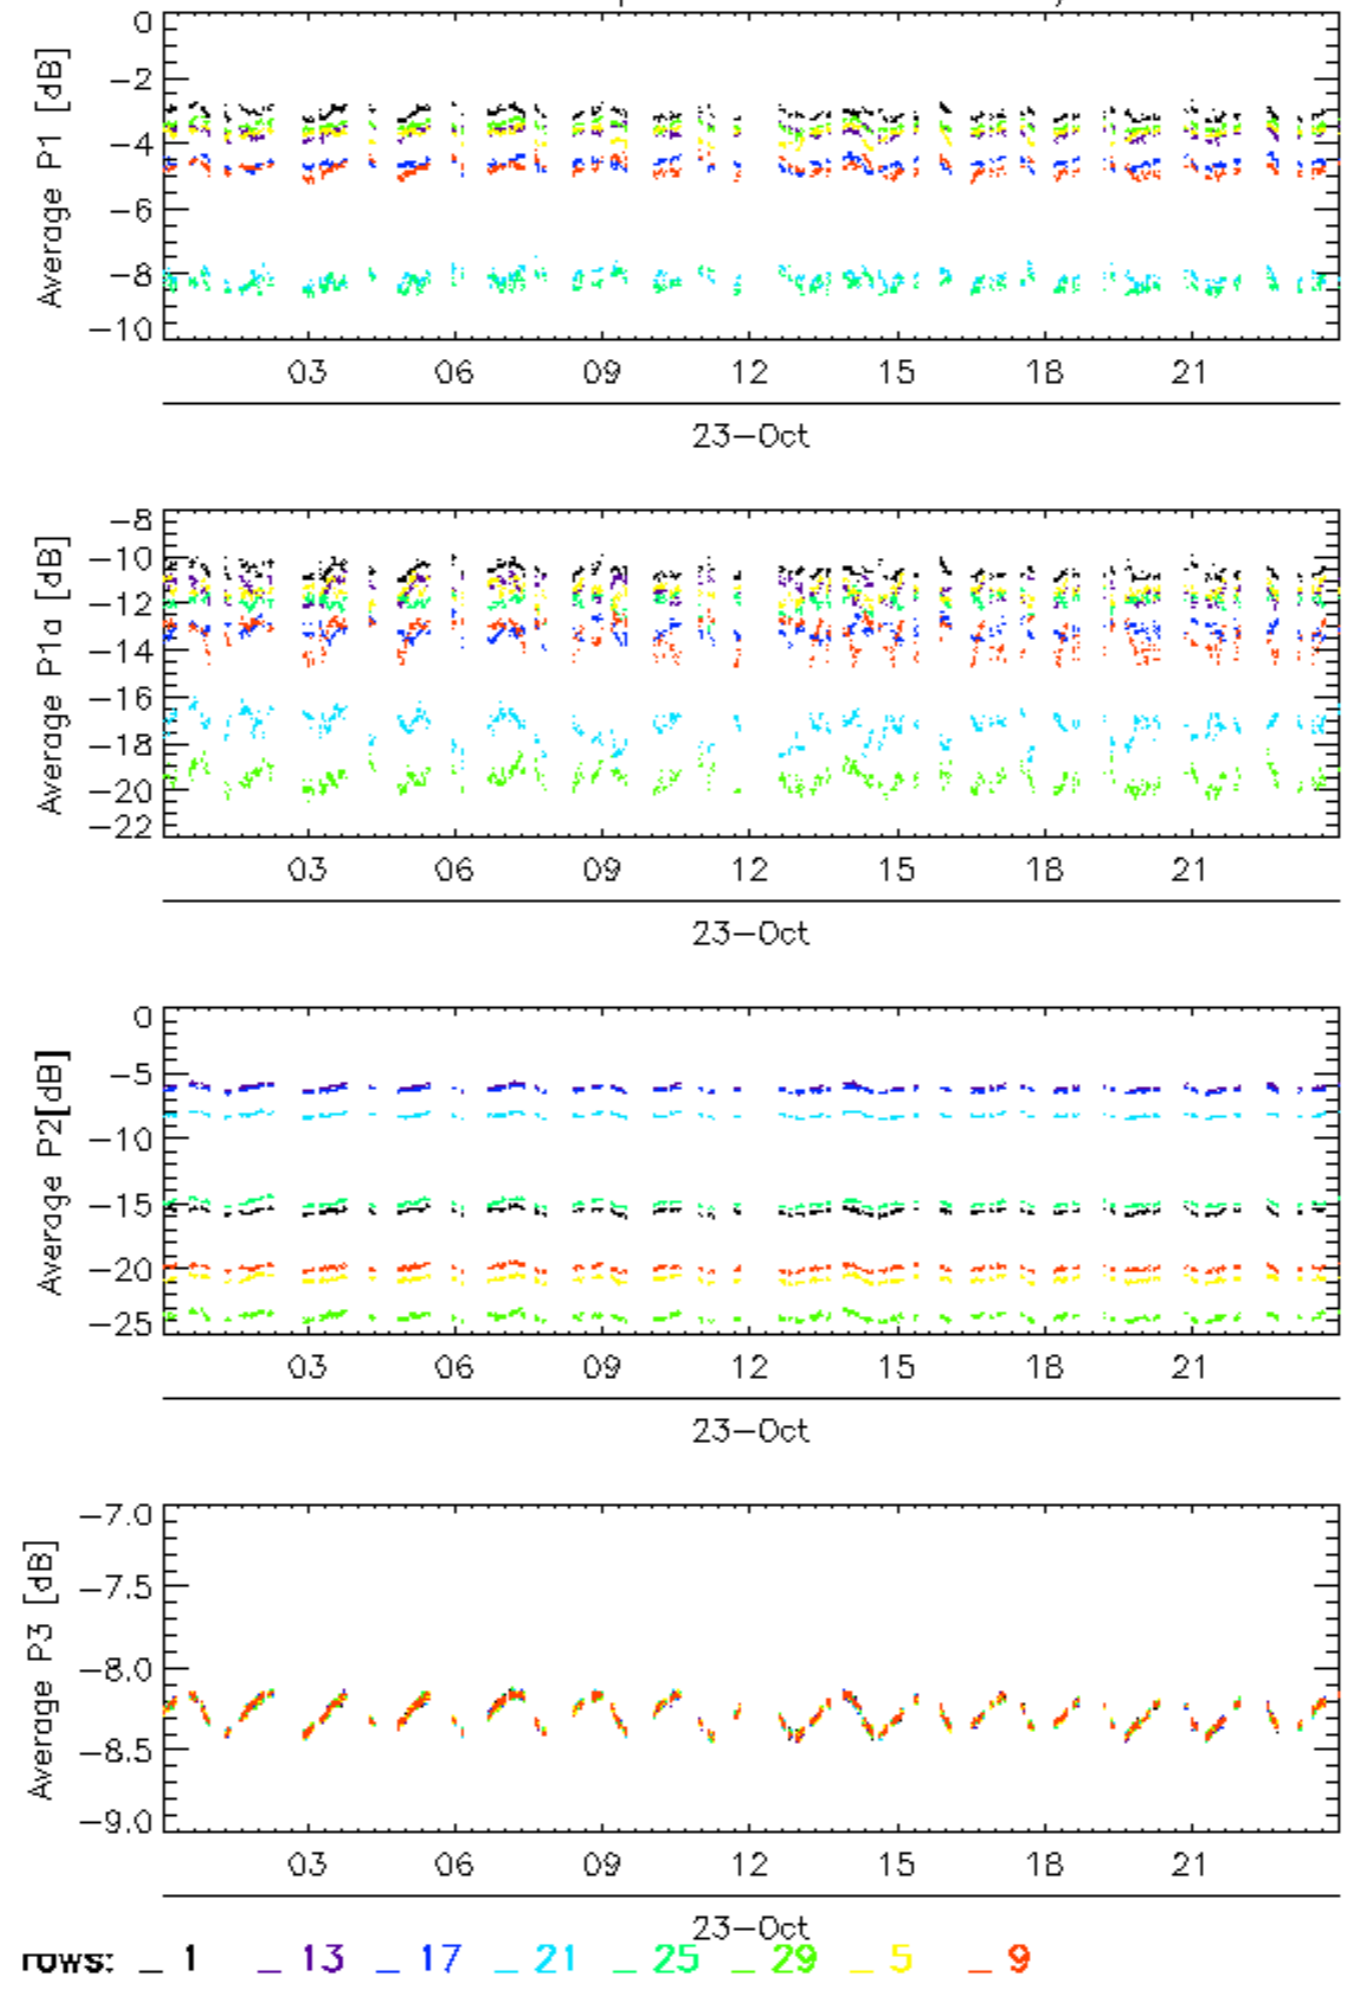 0
−2
−4
−6
−8
−10
Average P1 [dB]
03 06 09 12 15 18 21
23−Oct
−8
−10
−12
−14
−16
−18
−20
−22
Average P1a [dB]
03 06 09 12 15 18 21
23−Oct
0
−5
−10
−15
−20
−25
Average P2[dB]
03 06 09 12 15 18 21
23−Oct
−7.0
−7.5
−8.0
−8.5
−9.0
Average P3 [dB]
03 06 09 12 15 18 21
23−Oct
rows: _ 1 _ 13 _ 17 _ 21 _ 25 _ 29 _ 5 _ 9